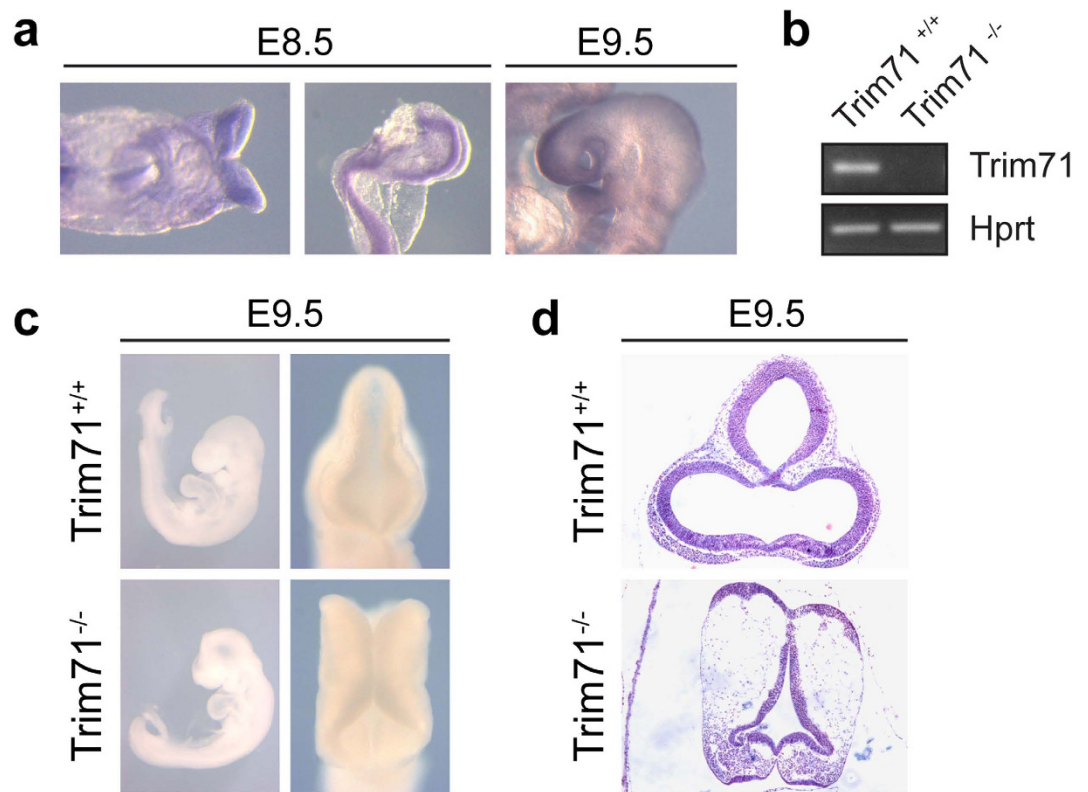 a
E8.5
E9.5
b
Trim71 +/+
Trim71 -/-
Trim71
Hprt
c
E9.5
Trim71+/+
Trim71-/-
d
E9.5
Trim71+/+
Trim71-/-